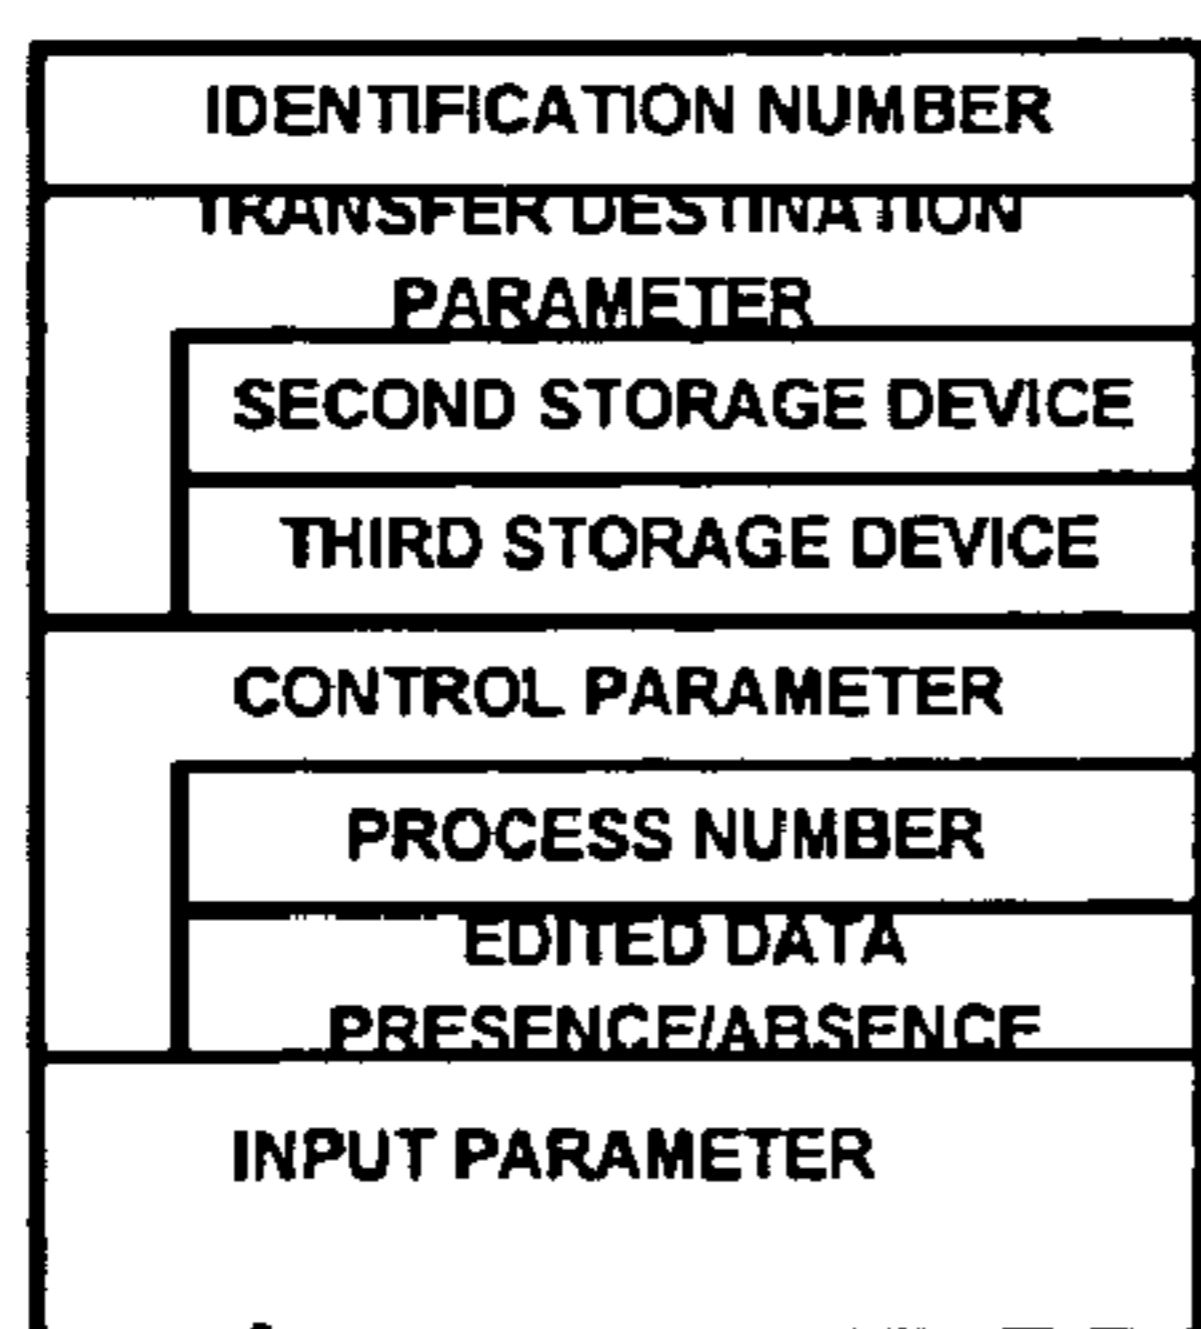 IDENTIFICATION NUMBER
TRANSFER DESTINATION
PARAMETER
SECOND STORAGE DEVICE
THIRD STORAGE DEVICE
CONTROL PARAMETER
PROCESS NUMBER
EDITED DATA
PRESENCE/ABSENCE
INPUT PARAMETER